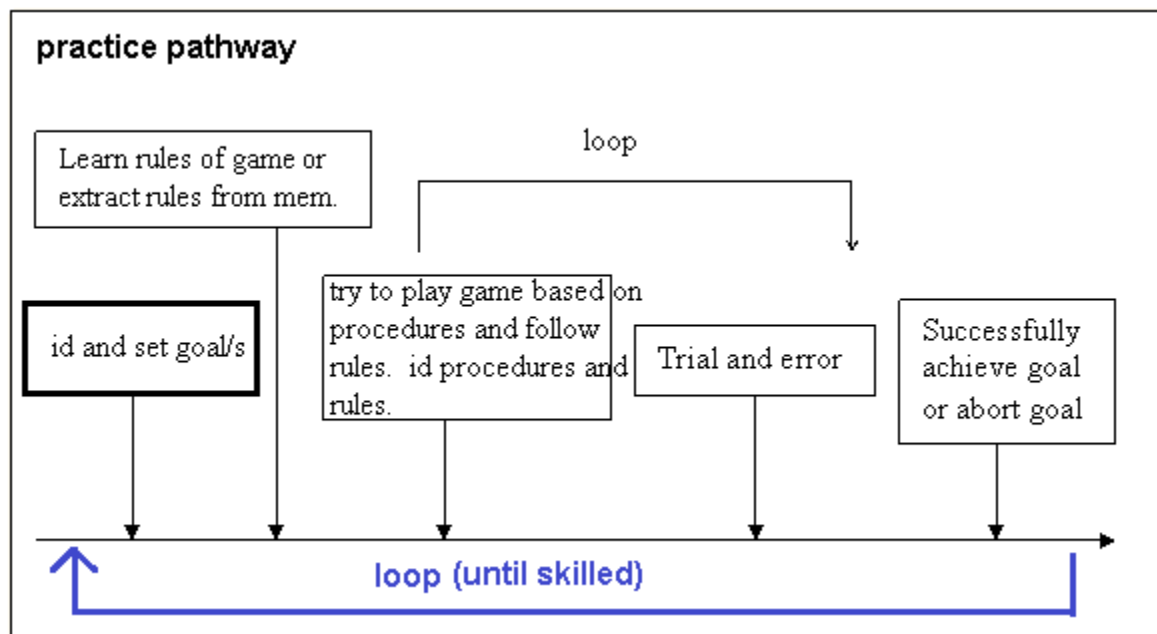 practice pathway
Learn rules of game or
extract rules from mem.
loop
id and set goal/s
try to play game based on
procedures and follow
rules.  id procedures and
rules.
Trial and error
Successfully
achieve goal
or abort goal
loop (until skilled)